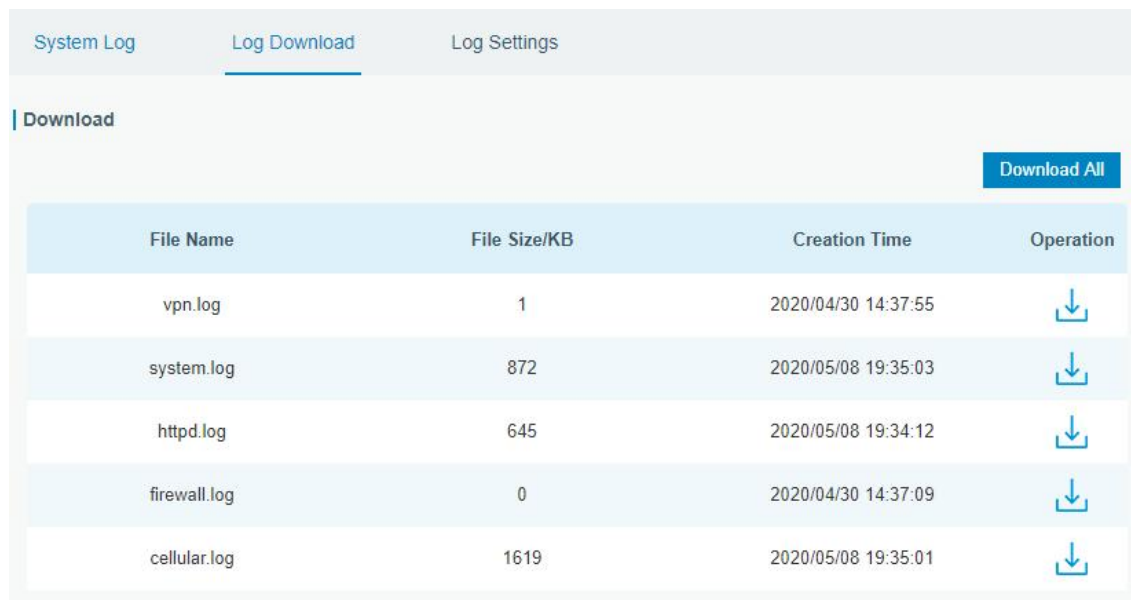 System Log Log Download Log Settings
Download
Download All
File Name File Size/KB Creation Time Operation
vpn.log 1 2020/04/30 14:37:55
system.log 872 2020/05/08 19:35:03
httpd.log 645 2020/05/08 19:34:12
firewall.log 0 2020/04/30 14:37:09
cellular.log 1619 2020/05/08 19:35:01